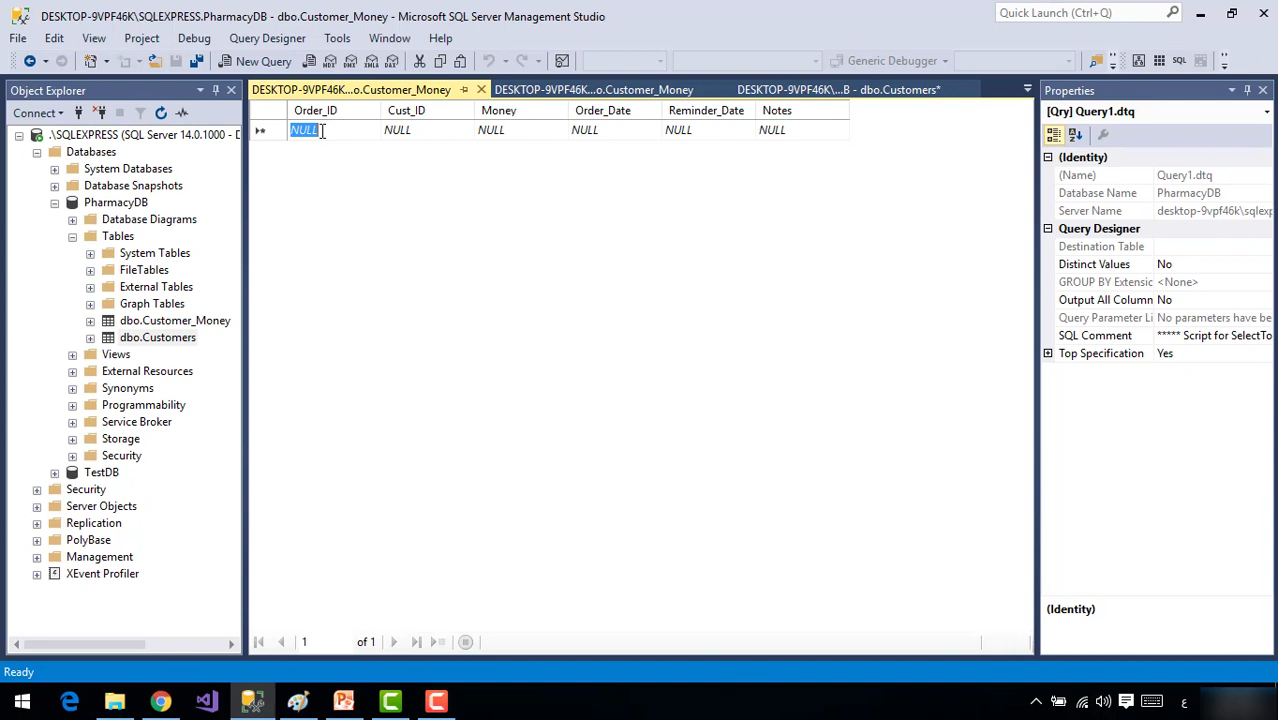 DESKTOP-9VPF46K\SQLEXPRESS.PharmacyDB - dbo.Customer_Money - Microsoft SQL Server Management Studio
Quick Launch (Ctrl+Q)
File Edit View Project Debug Query Designer Tools Window Help
New Query
MDX DMX XMLA DAX
Generic Debugger
SQL
Object Explorer
DESKTOP-9VPF46K...o.Customer_Money
DESKTOP-9VPF46K...o.Customer_Money
DESKTOP-9VPF46K\...B - dbo.Customers*
Properties
Connect
[Qry] Query1.dtq
.\SQLEXPRESS (SQL Server 14.0.1000 - D
Databases
System Databases
Database Snapshots
PharmacyDB
Database Diagrams
Tables
System Tables
FileTables
External Tables
Graph Tables
dbo.Customer_Money
dbo.Customers
Views
External Resources
Synonyms
Programmability
Service Broker
Storage
Security
TestDB
Security
Server Objects
Replication
PolyBase
Management
XEvent Profiler
Order_ID Cust_ID Money Order_Date Reminder_Date Notes
NULL NULL NULL NULL NULL NULL
1 of 1
(Identity)
(Name) Query1.dtq
Database Name PharmacyDB
Server Name desktop-9vpf46k\sqlexpres
Query Designer
Destination Table
Distinct Values No
GROUP BY Extensic <None>
Output All Column No
Query Parameter Li No parameters have be
SQL Comment ***** Script for SelectTo
Top Specification Yes
(Identity)
Ready
ع